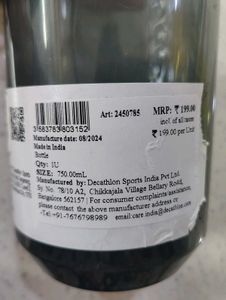 Art: 2450785
MRP: ₹ 199.00
incl. of all taxes
₹ 199.00 per Unit
3583783803152
Manufacture date: 08/2024
Made in India
Bottle
Qty: 1U
SIZE: 750.00mL
Manufactured by: Decathlon Sports India Pvt Ltd.
Sy. No. 78/10 A2, Chikkajala Village Bellary Road,
Bangalore 562157 | For consumer complaints/assistance,
please contact the above manufacturing address or
Tel: +91-7676798989 | email:care.india@decathlon.com